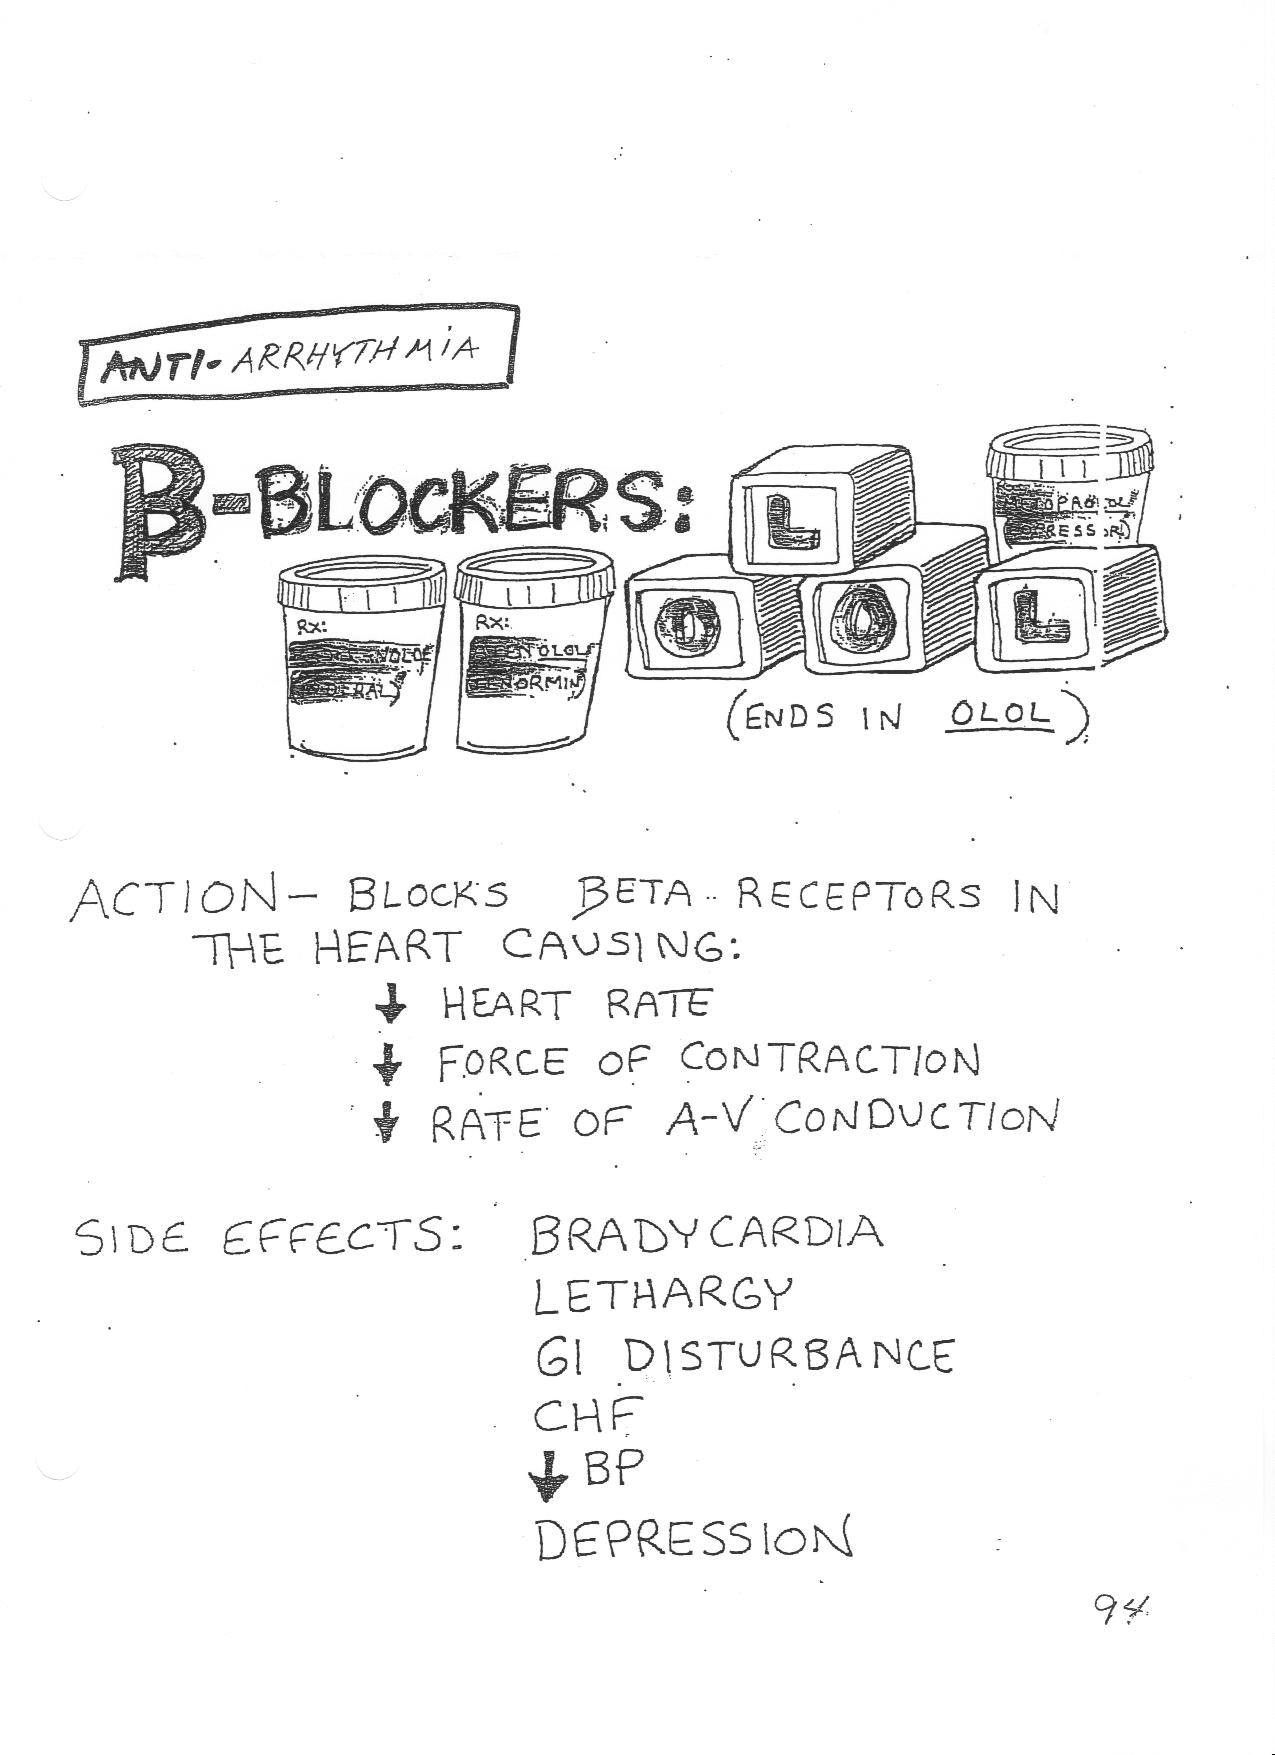 ANTI-ARRHYTHMIA
β-BLOCKERS:
L
O O L
Rx:
Rx:
TENORMIN)
(ENDS IN OLOL)
ACTION- BLOCKS BETA-RECEPTORS IN
THE HEART CAUSING:
↓ HEART RATE
↓ FORCE OF CONTRACTION
↓ RATE OF A-V CONDUCTION
SIDE EFFECTS: BRADYCARDIA
LETHARGY
GI DISTURBANCE
CHF
↓ BP
DEPRESSION
94